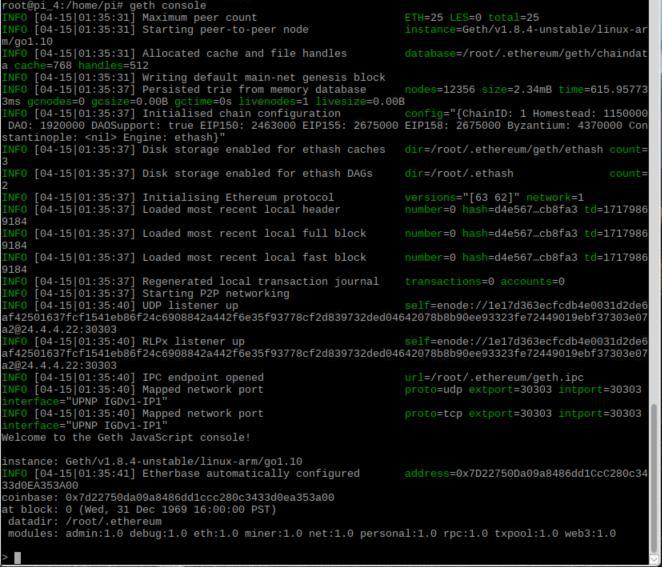 root@pi_4:/home/pi# geth console
INFO [04-15|01:35:31] Maximum peer count                       ETH=25 LES=0 total=25
INFO [04-15|01:35:31] Starting peer-to-peer node               instance=Geth/v1.8.4-unstable/linux-ar
m/go1.10
INFO [04-15|01:35:31] Allocated cache and file handles         database=/root/.ethereum/geth/chaindat
a cache=768 handles=512
INFO [04-15|01:35:31] Writing default main-net genesis block
INFO [04-15|01:35:37] Persisted trie from memory database      nodes=12356 size=2.34mB time=615.95773
3ms gcnodes=0 gcsize=0.00B gctime=0s livenodes=1 livesize=0.00B
INFO [04-15|01:35:37] Initialised chain configuration          config="{ChainID: 1 Homestead: 1150000
 DAO: 1920000 DAOSupport: true EIP150: 2463000 EIP155: 2675000 EIP158: 2675000 Byzantium: 4370000 Con
stantinople: <nil> Engine: ethash}"
INFO [04-15|01:35:37] Disk storage enabled for ethash caches   dir=/root/.ethereum/geth/ethash count=
3
INFO [04-15|01:35:37] Disk storage enabled for ethash DAGs     dir=/root/.ethash               count=
2
INFO [04-15|01:35:37] Initialising Ethereum protocol           versions="[63 62]" network=1
INFO [04-15|01:35:37] Loaded most recent local header          number=0 hash=d4e567…cb8fa3 td=1717986
9184
INFO [04-15|01:35:37] Loaded most recent local full block      number=0 hash=d4e567…cb8fa3 td=1717986
9184
INFO [04-15|01:35:37] Loaded most recent local fast block      number=0 hash=d4e567…cb8fa3 td=1717986
9184
INFO [04-15|01:35:37] Regenerated local transaction journal    transactions=0 accounts=0
INFO [04-15|01:35:37] Starting P2P networking
INFO [04-15|01:35:40] UDP listener up                          self=enode://1e17d363ecfcdb4e0031d2de6
af42501637fcf1541eb86f24c6908842a442f6e35f93778cf2d839732ded04642078b8b90ee93323fe72449019ebf37303e07
a2@24.4.4.22:30303
INFO [04-15|01:35:40] RLPx listener up                         self=enode://1e17d363ecfcdb4e0031d2de6
af42501637fcf1541eb86f24c6908842a442f6e35f93778cf2d839732ded04642078b8b90ee93323fe72449019ebf37303e07
a2@24.4.4.22:30303
INFO [04-15|01:35:40] IPC endpoint opened                      url=/root/.ethereum/geth.ipc
INFO [04-15|01:35:40] Mapped network port                      proto=udp extport=30303 intport=30303
interface="UPNP IGDv1-IP1"
INFO [04-15|01:35:40] Mapped network port                      proto=tcp extport=30303 intport=30303
interface="UPNP IGDv1-IP1"
Welcome to the Geth JavaScript console!

instance: Geth/v1.8.4-unstable/linux-arm/go1.10
INFO [04-15|01:35:41] Etherbase automatically configured       address=0x7D22750Da09a8486dd1CcC280c34
33d0EA353A00
coinbase: 0x7d22750da09a8486dd1ccc280c3433d0ea353a00
at block: 0 (Wed, 31 Dec 1969 16:00:00 PST)
 datadir: /root/.ethereum
 modules: admin:1.0 debug:1.0 eth:1.0 miner:1.0 net:1.0 personal:1.0 rpc:1.0 txpool:1.0 web3:1.0

>